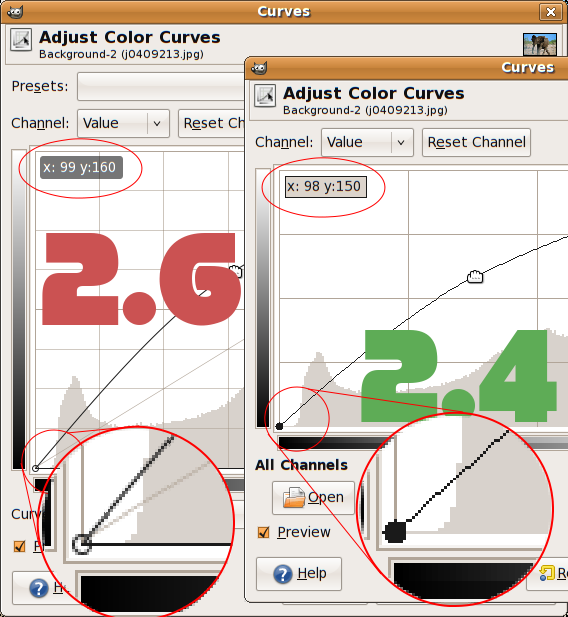 Curves
Adjust Color Curves
Background-2 (j0409213.jpg)
Presets:
Channel: Value Reset Ch
x: 99 y:160
2.6
Curv
H
Curves
Adjust Color Curves
Background-2 (j0409213.jpg)
Channel: Value Reset Channel
x: 98 y:150
2.4
All Channels
Open
Preview
Help
Re